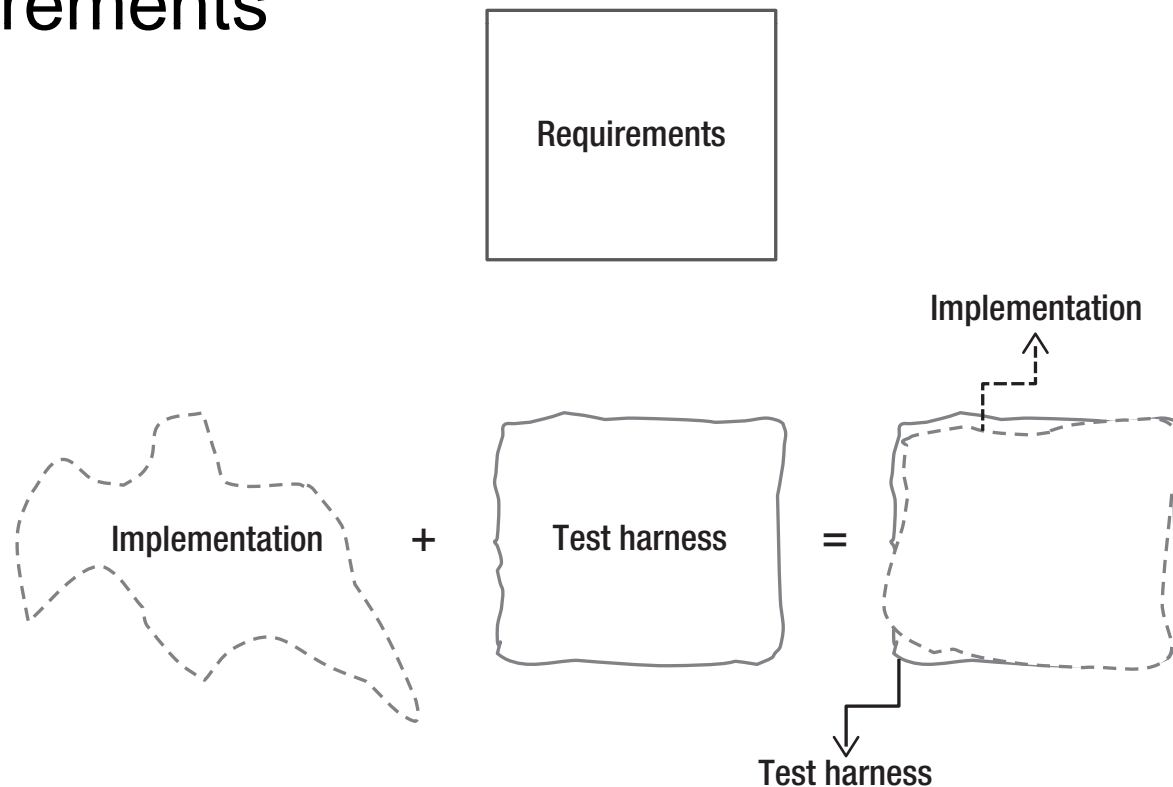 rements
Requirements
Implementation
Implementation
+
Test harness
=
Test harness